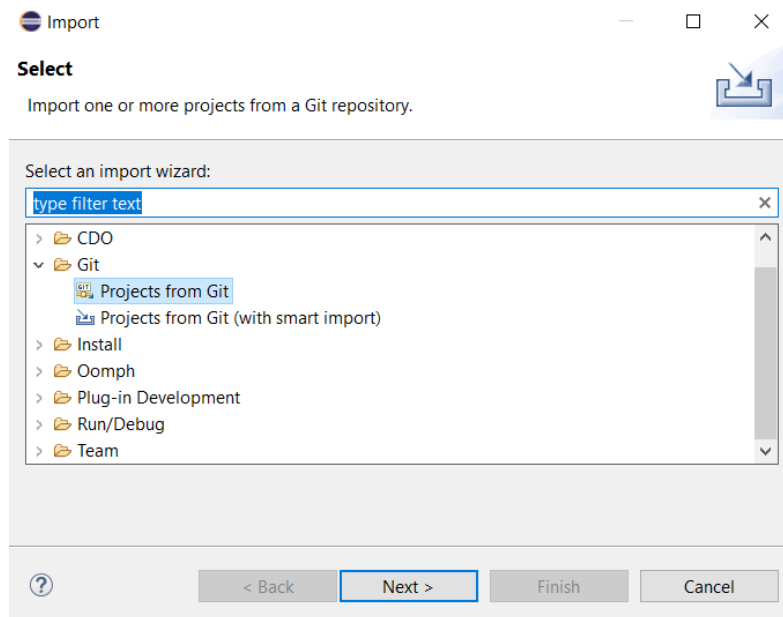 Import
Select
Import one or more projects from a Git repository.
Select an import wizard:
type filter text
CDO
Git
Projects from Git
Projects from Git (with smart import)
Install
Oomph
Plug-in Development
Run/Debug
Team
? < Back Next > Finish Cancel